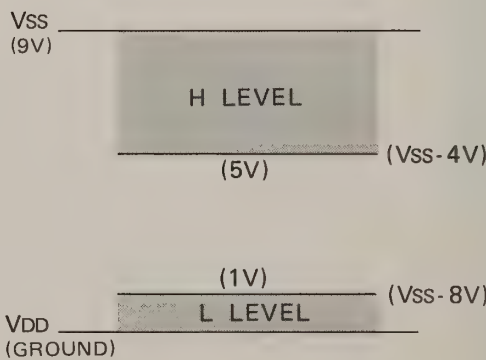 VSS
(9V)
H LEVEL
(5V)
(VSS-4V)
(1V)
(VSS-8V)
L LEVEL
VDD
(GROUND)